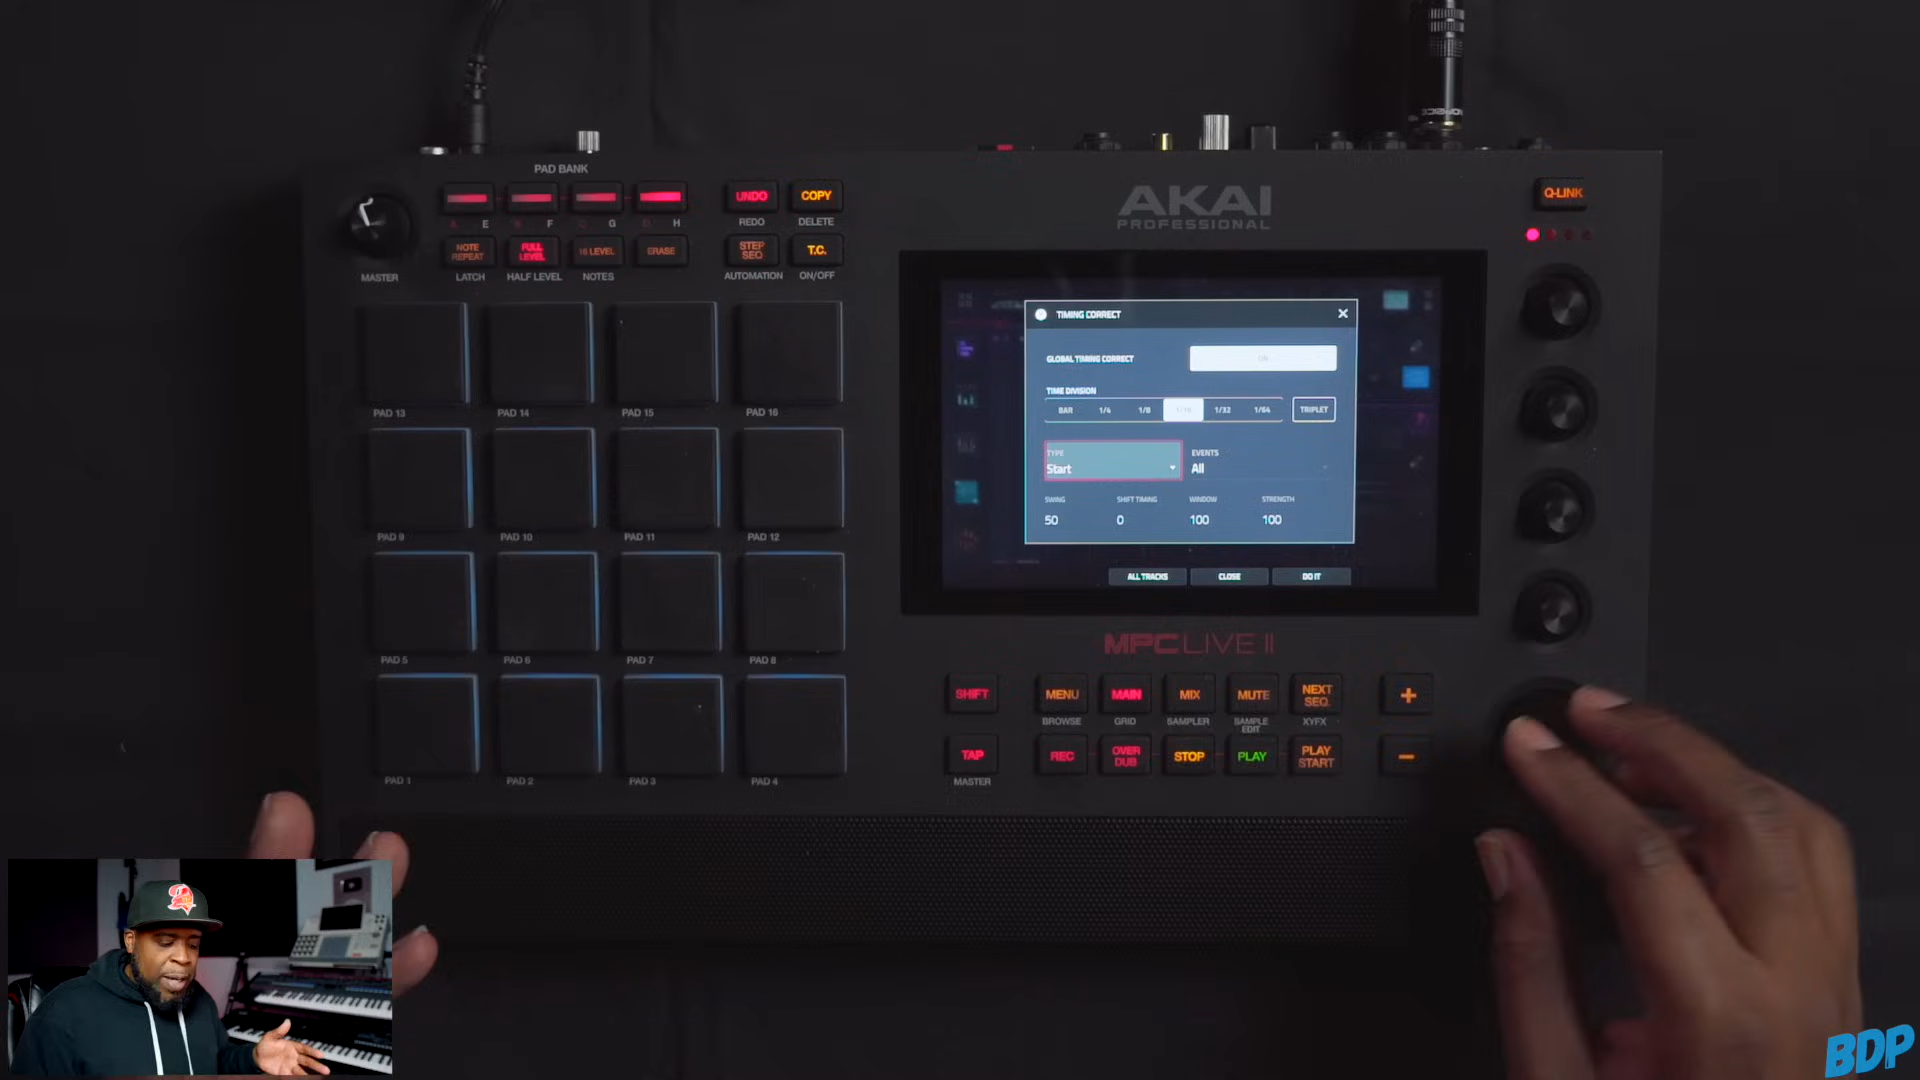 PAD BANK
UNDO
COPY
E
F
G
H
REDO
DELETE
NOTE REPEAT
FULL LEVEL
16 LEVEL
ERASE
STEP SEQ
T.C.
MASTER
LATCH
HALF LEVEL
NOTES
AUTOMATION
ON/OFF
AKAI
PROFESSIONAL
Q-LINK
TIMING CORRECT
GLOBAL TIMING CORRECT
ON
TIME DIVISION
BAR 1/4 1/8 1/16 1/32 1/64 TRIPLET
TYPE
Start
EVENTS
All
SWING SHIFT TIMING WINDOW STRENGTH
50 0 100 100
ALL TRACKS CLOSE DO IT
PAD 13 PAD 14 PAD 15 PAD 16
PAD 9 PAD 10 PAD 11 PAD 12
PAD 5 PAD 6 PAD 7 PAD 8
PAD 1 PAD 2 PAD 3 PAD 4
MPC LIVE II
SHIFT
MENU
MAIN
MIX
MUTE
NEXT SEQ
+
BROWSE
GRID
SAMPLER
SAMPLE EDIT
XYFX
TAP
REC
OVER DUB
STOP
PLAY
PLAY START
−
MASTER
BDP